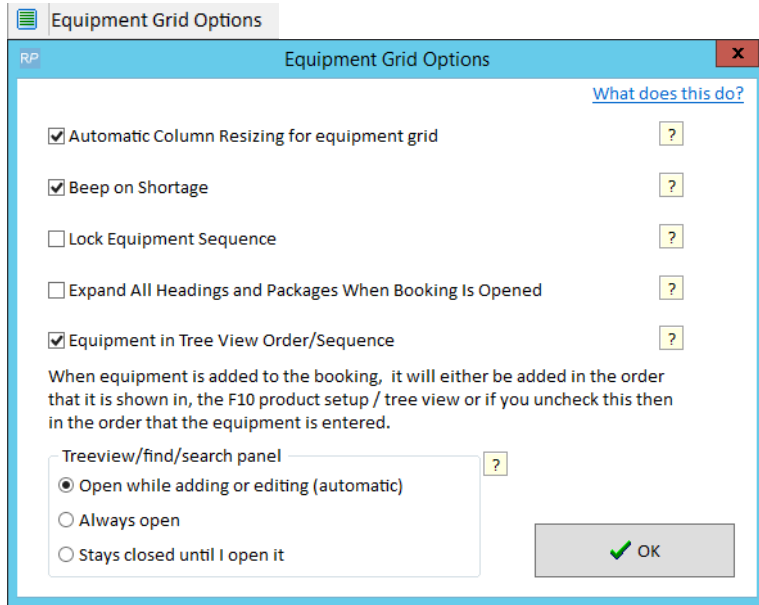 Equipment Grid Options
RP
Equipment Grid Options
x
What does this do?
Automatic Column Resizing for equipment grid
?
Beep on Shortage
?
Lock Equipment Sequence
?
Expand All Headings and Packages When Booking Is Opened
?
Equipment in Tree View Order/Sequence
?
When equipment is added to the booking, it will either be added in the order
that it is shown in, the F10 product setup / tree view or if you uncheck this then
in the order that the equipment is entered.
Treeview/find/search panel
?
Open while adding or editing (automatic)
Always open
Stays closed until I open it
OK